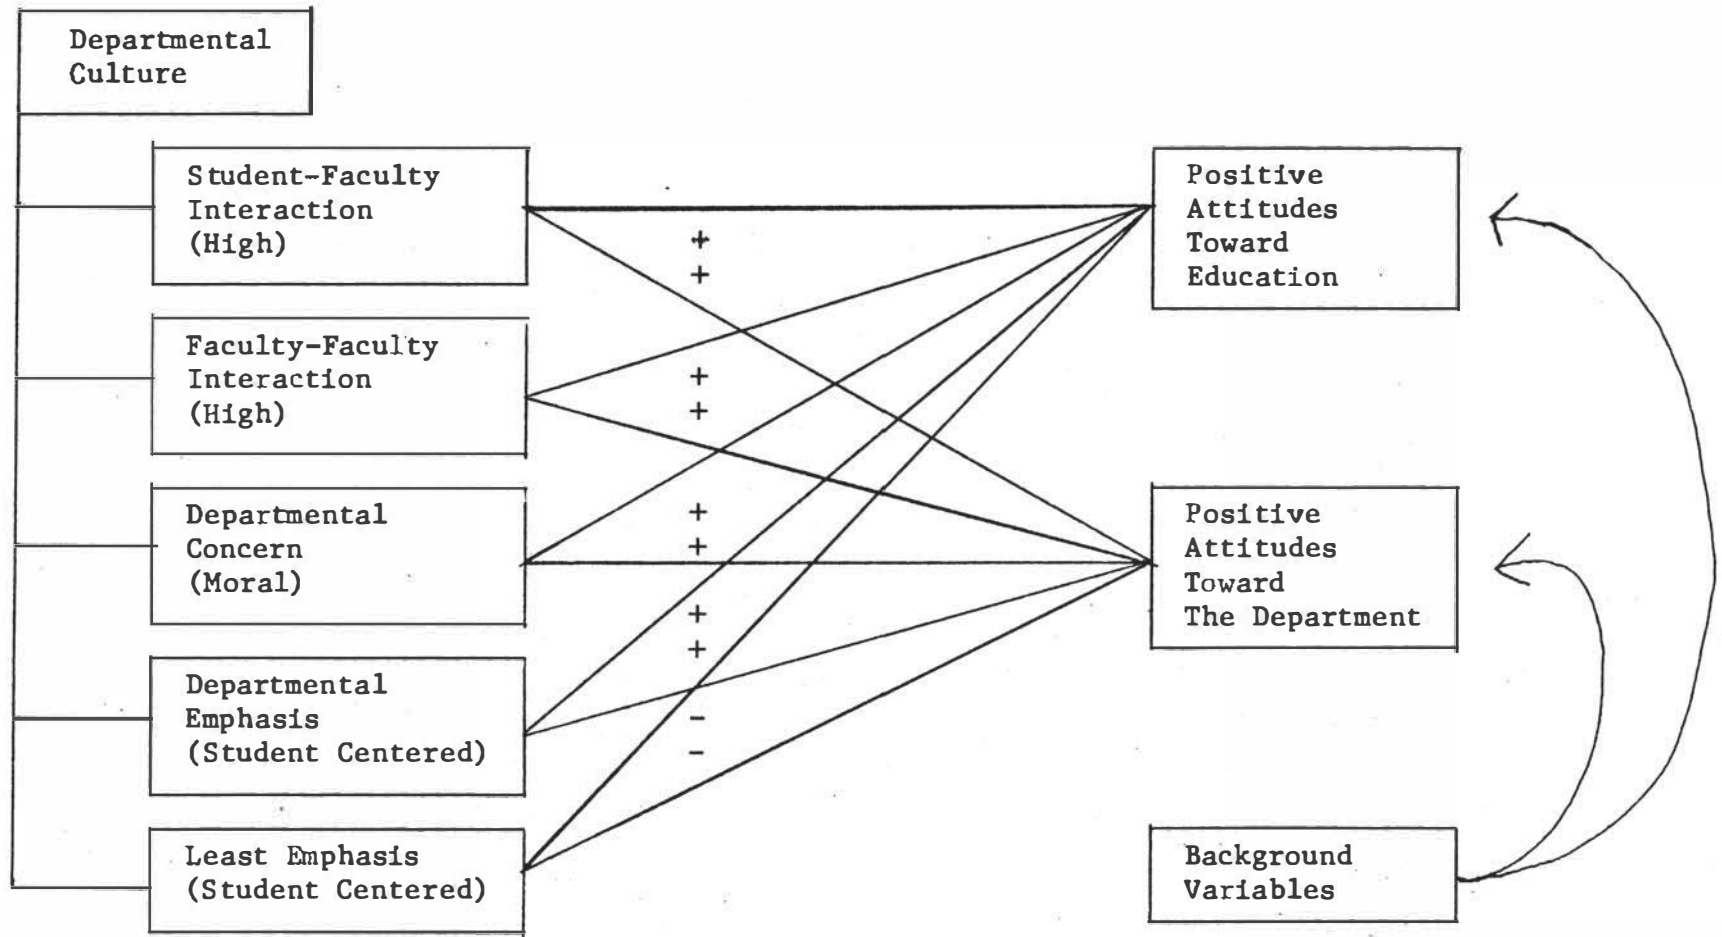 Departmental
Culture
Student-Faculty
Interaction
(High)
Faculty-Faculty
Interaction
(High)
Departmental
Concern
(Moral)
Departmental
Emphasis
(Student Centered)
Least Emphasis
(Student Centered)
+
+
+
+
+
+
+
+
-
-
Positive
Attitudes
Toward
Education
Positive
Attitudes
Toward
The Department
Background
Variables